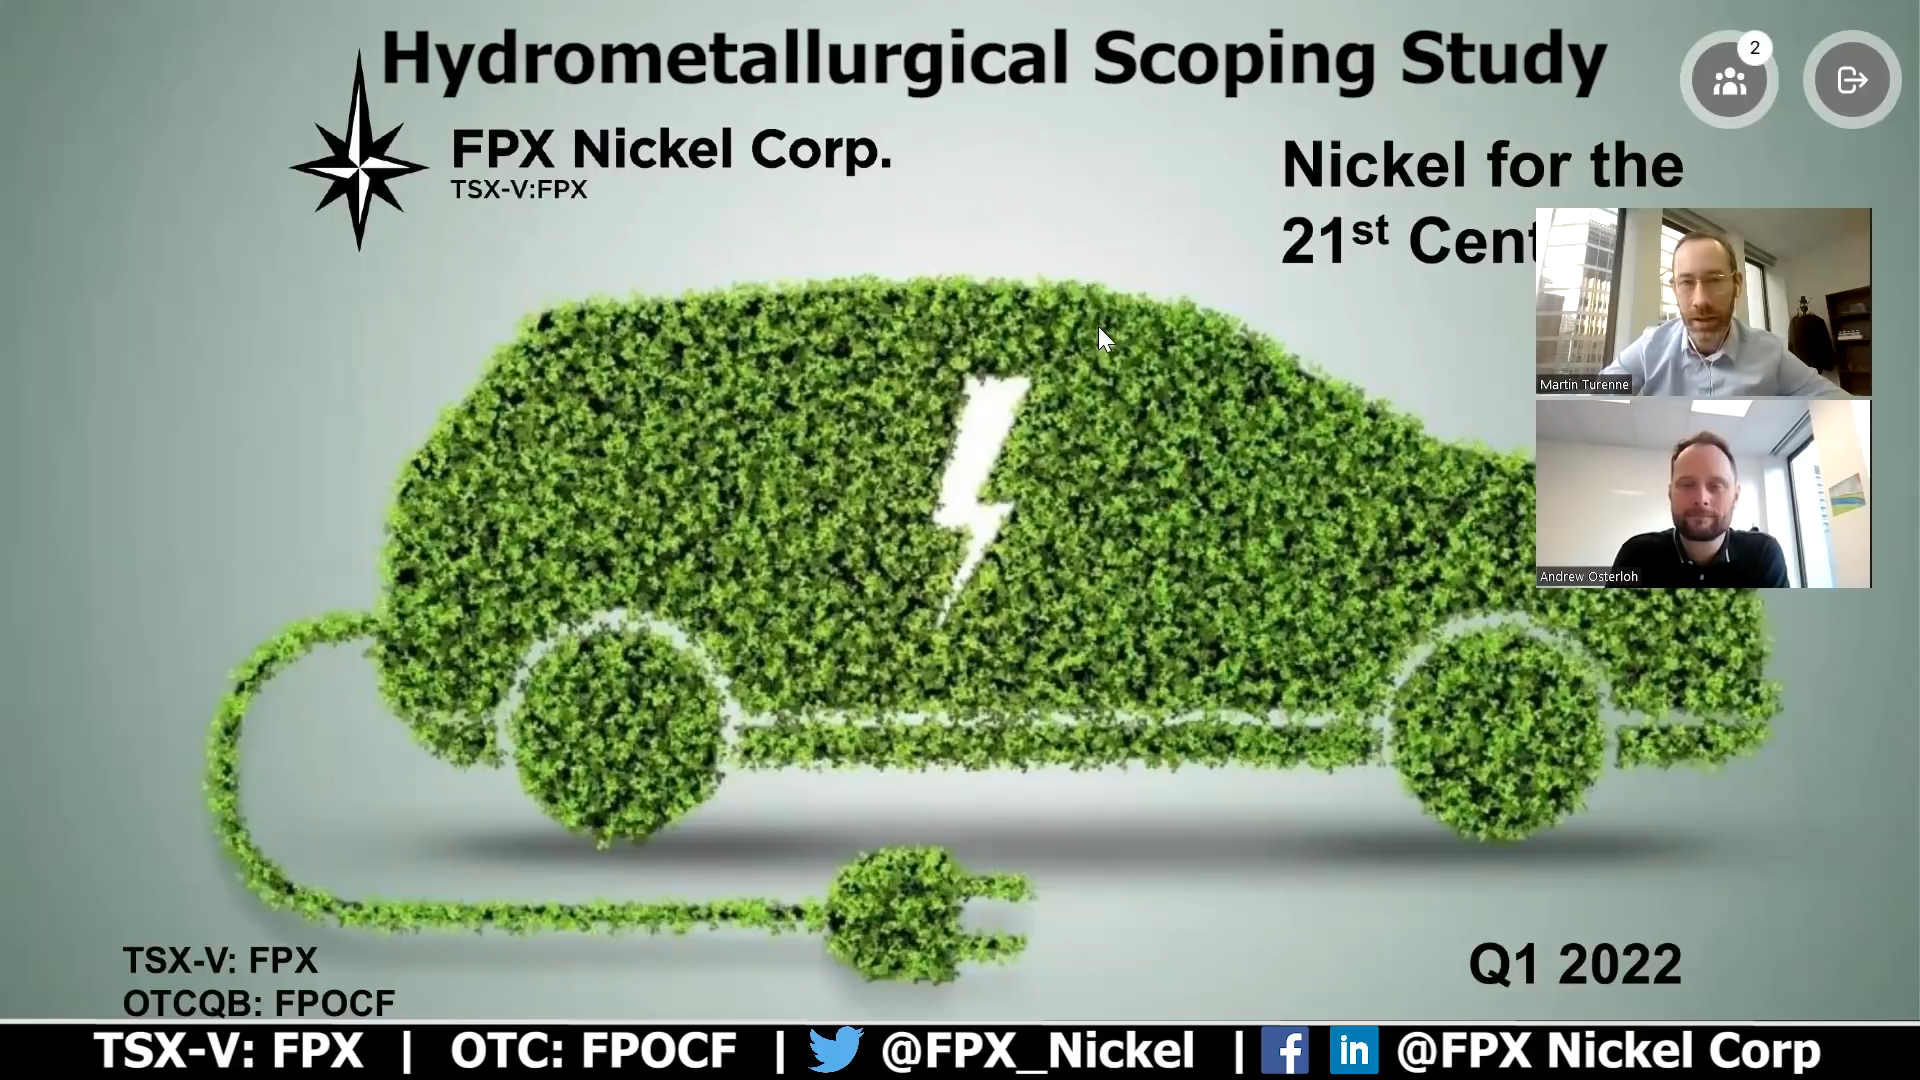 Hydrometallurgical Scoping Study
2
FPX Nickel Corp.
TSX-V:FPX
Nickel for the
21st Cent
Martin Turenne
Andrew Osterloh
TSX-V: FPX
OTCQB: FPOCF
Q1 2022
TSX-V: FPX | OTC: FPOCF | @FPX_Nickel | f in @FPX Nickel Corp